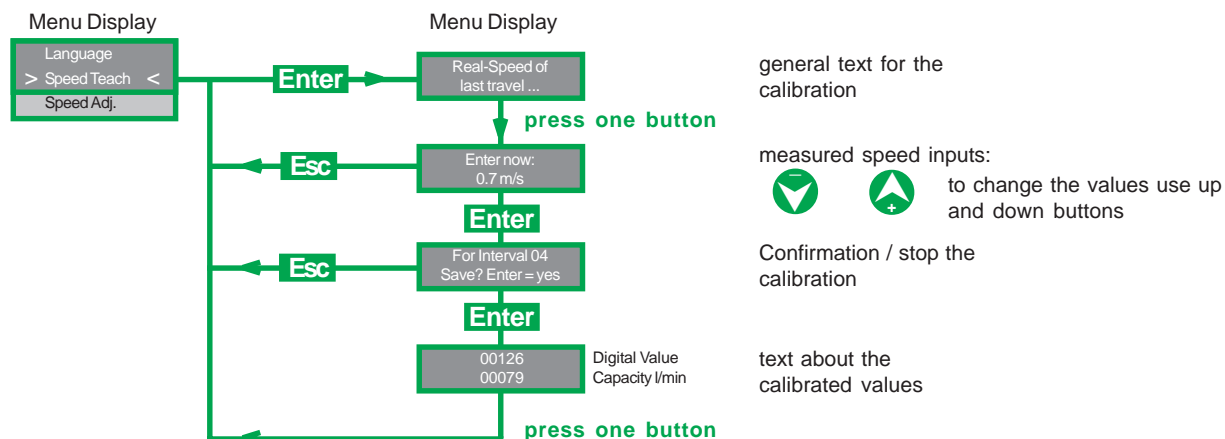 Menu Display
Menu Display
Language
> Speed Teach <
Speed Adj.
Enter
Real-Speed of
last travel ...
general text for the
calibration
press one button
Esc
Enter now:
0.7 m/s
measured speed inputs:
–
+
to change the values use up
and down buttons
Enter
Esc
For Interval 04
Save? Enter = yes
Confirmation / stop the
calibration
Enter
00126
00079
Digital Value
Capacity l/min
text about the
calibrated values
press one button